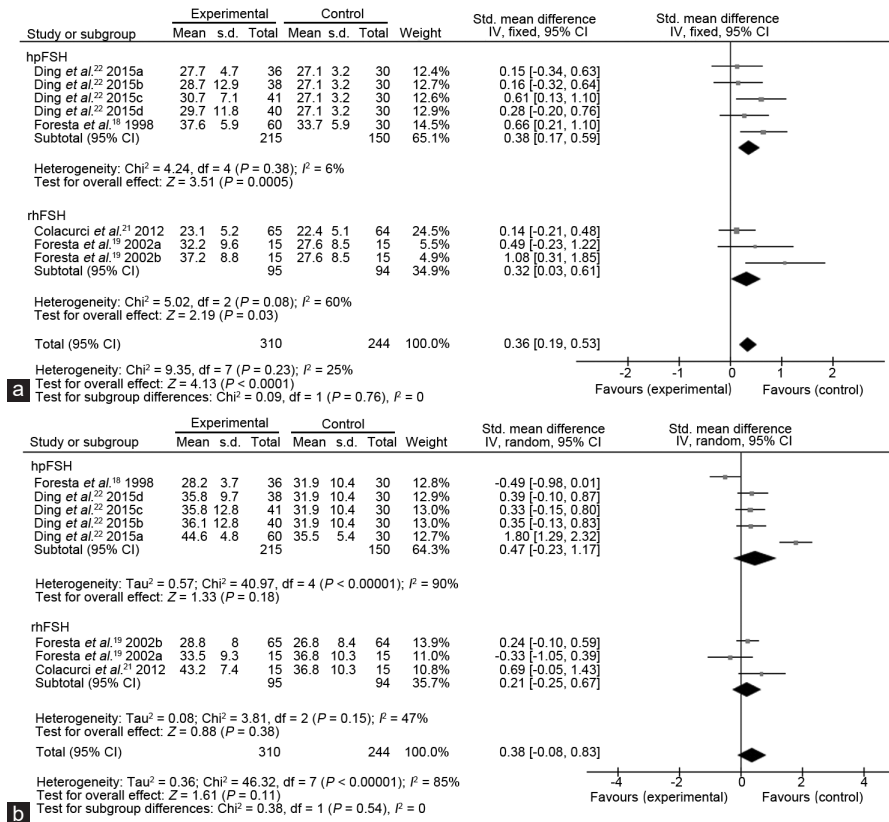 Experimental Control Std. mean difference Std. mean difference
Study or subgroup Mean s.d. Total Mean s.d. Total Weight IV, fixed, 95% CI IV, fixed, 95% CI
hpFSH
Ding et al.22 2015a 27.7 4.7 36 27.1 3.2 30 12.4% 0.15 [-0.34, 0.63]
Ding et al.22 2015b 28.7 12.9 38 27.1 3.2 30 12.7% 0.16 [-0.32, 0.64]
Ding et al.22 2015c 30.7 7.1 41 27.1 3.2 30 12.6% 0.61 [0.13, 1.10]
Ding et al.22 2015d 29.7 11.8 40 27.1 3.2 30 12.9% 0.28 [-0.20, 0.76]
Foresta et al.18 1998 37.6 5.9 60 33.7 5.9 30 14.5% 0.66 [0.21, 1.10]
Subtotal (95% CI) 215 150 65.1% 0.38 [0.17, 0.59]
Heterogeneity: Chi² = 4.24, df = 4 (P = 0.38); I² = 6%
Test for overall effect: Z = 3.51 (P = 0.0005)
rhFSH
Colacurci et al.21 2012 23.1 5.2 65 22.4 5.1 64 24.5% 0.14 [-0.21, 0.48]
Foresta et al.19 2002a 32.2 9.6 15 27.6 8.5 15 5.5% 0.49 [-0.23, 1.22]
Foresta et al.19 2002b 37.2 8.8 15 27.6 8.5 15 4.9% 1.08 [0.31, 1.85]
Subtotal (95% CI) 95 94 34.9% 0.32 [0.03, 0.61]
Heterogeneity: Chi² = 5.02, df = 2 (P = 0.08); I² = 60%
Test for overall effect: Z = 2.19 (P = 0.03)
Total (95% CI) 310 244 100.0% 0.36 [0.19, 0.53]
Heterogeneity: Chi² = 9.35, df = 7 (P = 0.23); I² = 25%
Test for overall effect: Z = 4.13 (P < 0.0001)
Test for subgroup differences: Chi² = 0.09, df = 1 (P = 0.76), I² = 0
-2 -1 0 1 2
Favours (experimental) Favours (control)
a
Experimental Control Std. mean difference Std. mean difference
Study or subgroup Mean s.d. Total Mean s.d. Total Weight IV, random, 95% CI IV, random, 95% CI
hpFSH
Foresta et al.18 1998 28.2 3.7 36 31.9 10.4 30 12.8% -0.49 [-0.98, 0.01]
Ding et al.22 2015d 35.8 9.7 38 31.9 10.4 30 12.9% 0.39 [-0.10, 0.87]
Ding et al.22 2015c 35.8 12.8 41 31.9 10.4 30 13.0% 0.33 [-0.15, 0.80]
Ding et al.22 2015b 36.1 12.8 40 31.9 10.4 30 13.0% 0.35 [-0.13, 0.83]
Ding et al.22 2015a 44.6 4.8 60 35.5 5.4 30 12.7% 1.80 [1.29, 2.32]
Subtotal (95% CI) 215 150 64.3% 0.47 [-0.23, 1.17]
Heterogeneity: Tau² = 0.57; Chi² = 40.97, df = 4 (P < 0.00001); I² = 90%
Test for overall effect: Z = 1.33 (P = 0.18)
rhFSH
Foresta et al.19 2002b 28.8 8 65 26.8 8.4 64 13.9% 0.24 [-0.10, 0.59]
Foresta et al.19 2002a 33.5 9.3 15 36.8 10.3 15 11.0% -0.33 [-1.05, 0.39]
Colacurci et al.21 2012 43.2 7.4 15 36.8 10.3 15 10.8% 0.69 [-0.05, 1.43]
Subtotal (95% CI) 95 94 35.7% 0.21 [-0.25, 0.67]
Heterogeneity: Tau² = 0.08; Chi² = 3.81, df = 2 (P = 0.15); I² = 47%
Test for overall effect: Z = 0.88 (P = 0.38)
Total (95% CI) 310 244 100.0% 0.38 [-0.08, 0.83]
Heterogeneity: Tau² = 0.36; Chi² = 46.32, df = 7 (P < 0.00001); I² = 85%
Test for overall effect: Z = 1.61 (P = 0.11)
Test for subgroup differences: Chi² = 0.38, df = 1 (P = 0.54), I² = 0
-4 -2 0 2 4
Favours (experimental) Favours (control)
b